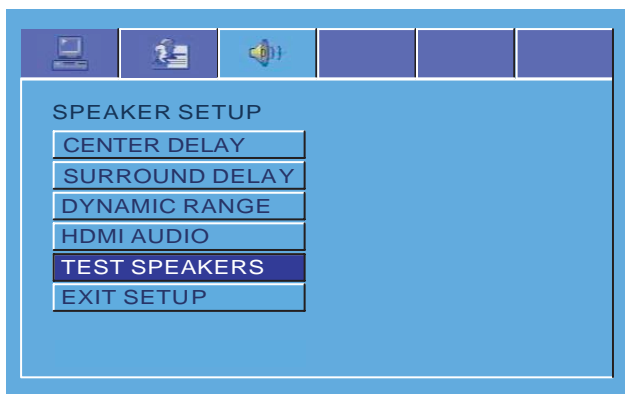 SPEAKER SETUP
CENTER DELAY
SURROUND DELAY
DYNAMIC RANGE
HDMI AUDIO
TEST SPEAKERS
EXIT SETUP